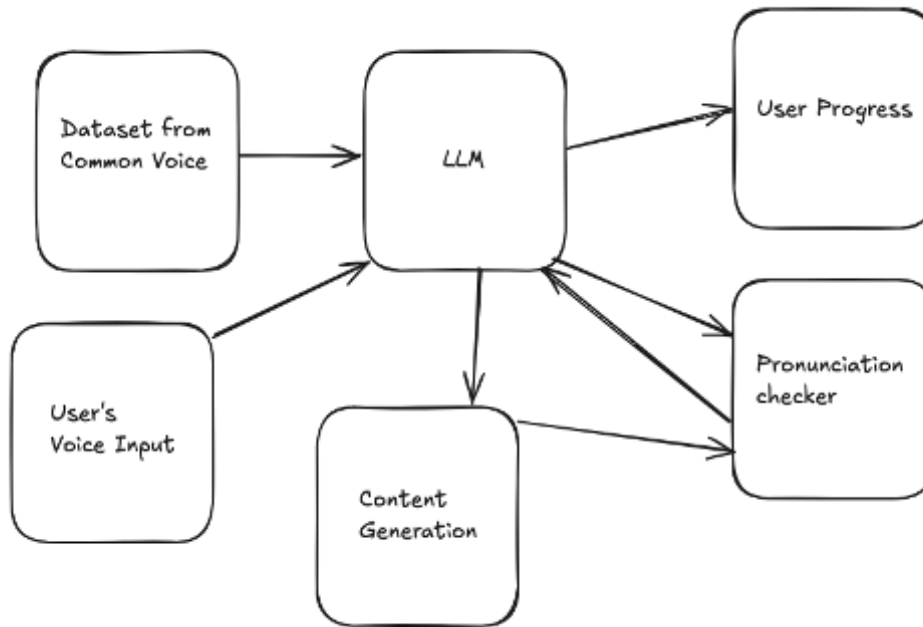 Dataset from
Common Voice
LLM
User Progress
User's
Voice Input
Content
Generation
Pronunciation
checker